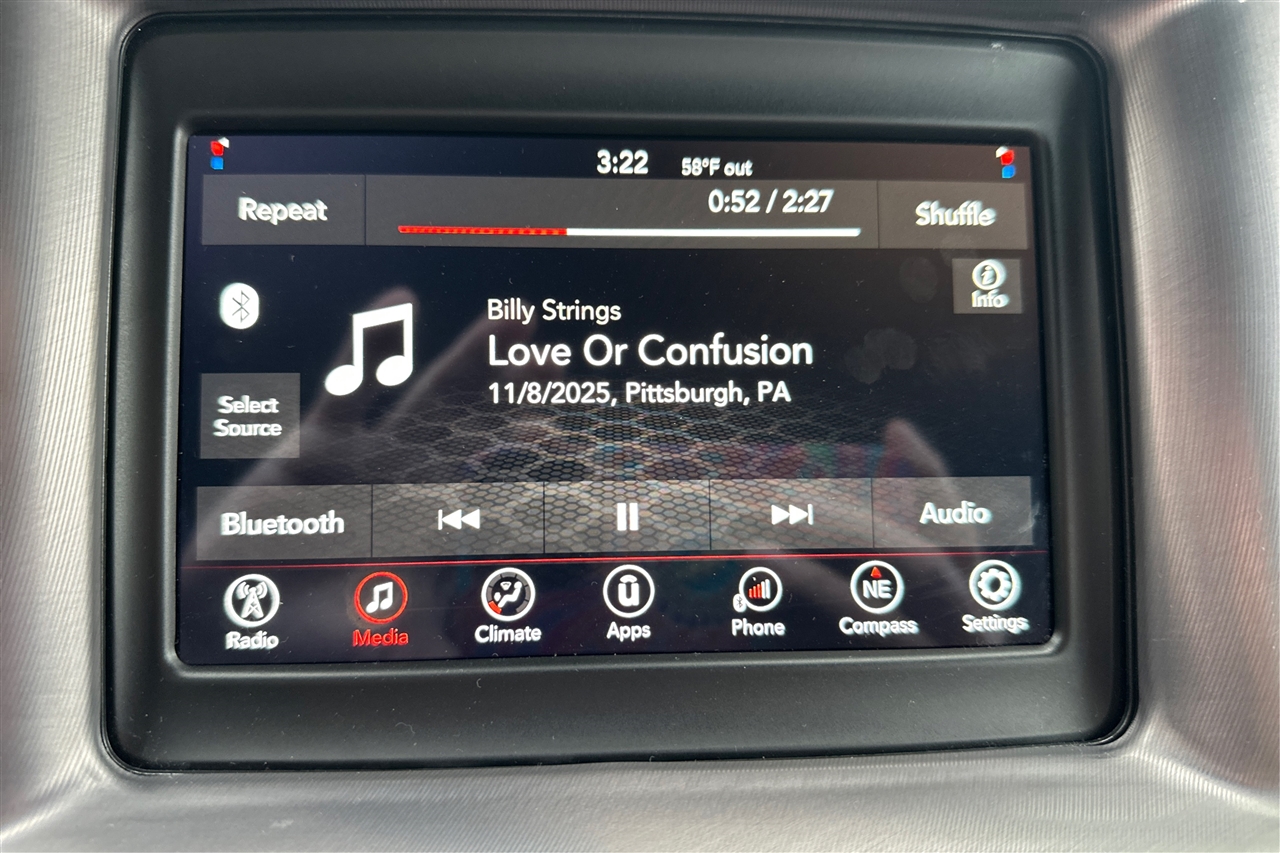 3:22 58°F out
Repeat 0:52 / 2:27 Shuffle
Info
Billy Strings
Love Or Confusion
11/8/2025, Pittsburgh, PA
Select
Source
Bluetooth Audio
NE
Radio Media Climate Apps Phone Compass Settings